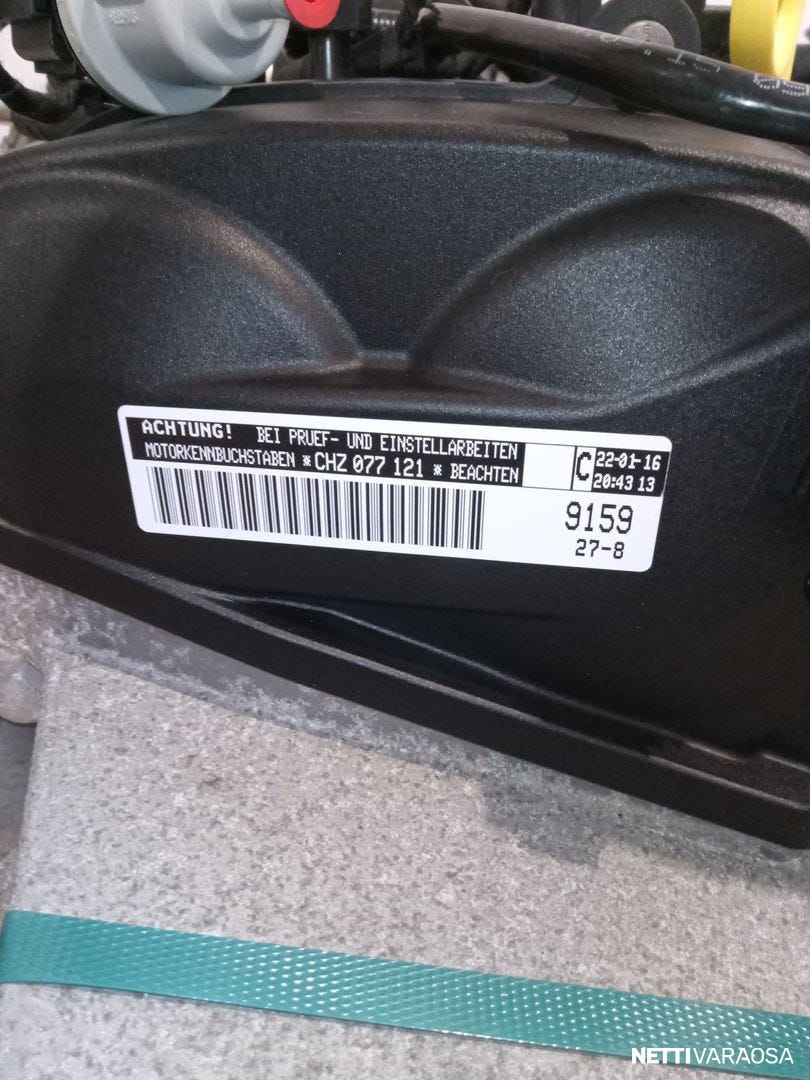 ACHTUNG! BEI PRUEF- UND EINSTELLARBEITEN
MOTORKENNBUCHSTABEN *CHZ 077 121 * BEACHTEN
C
22-01-16
20:43 13
9159
27-8
NETTIVARAOSA